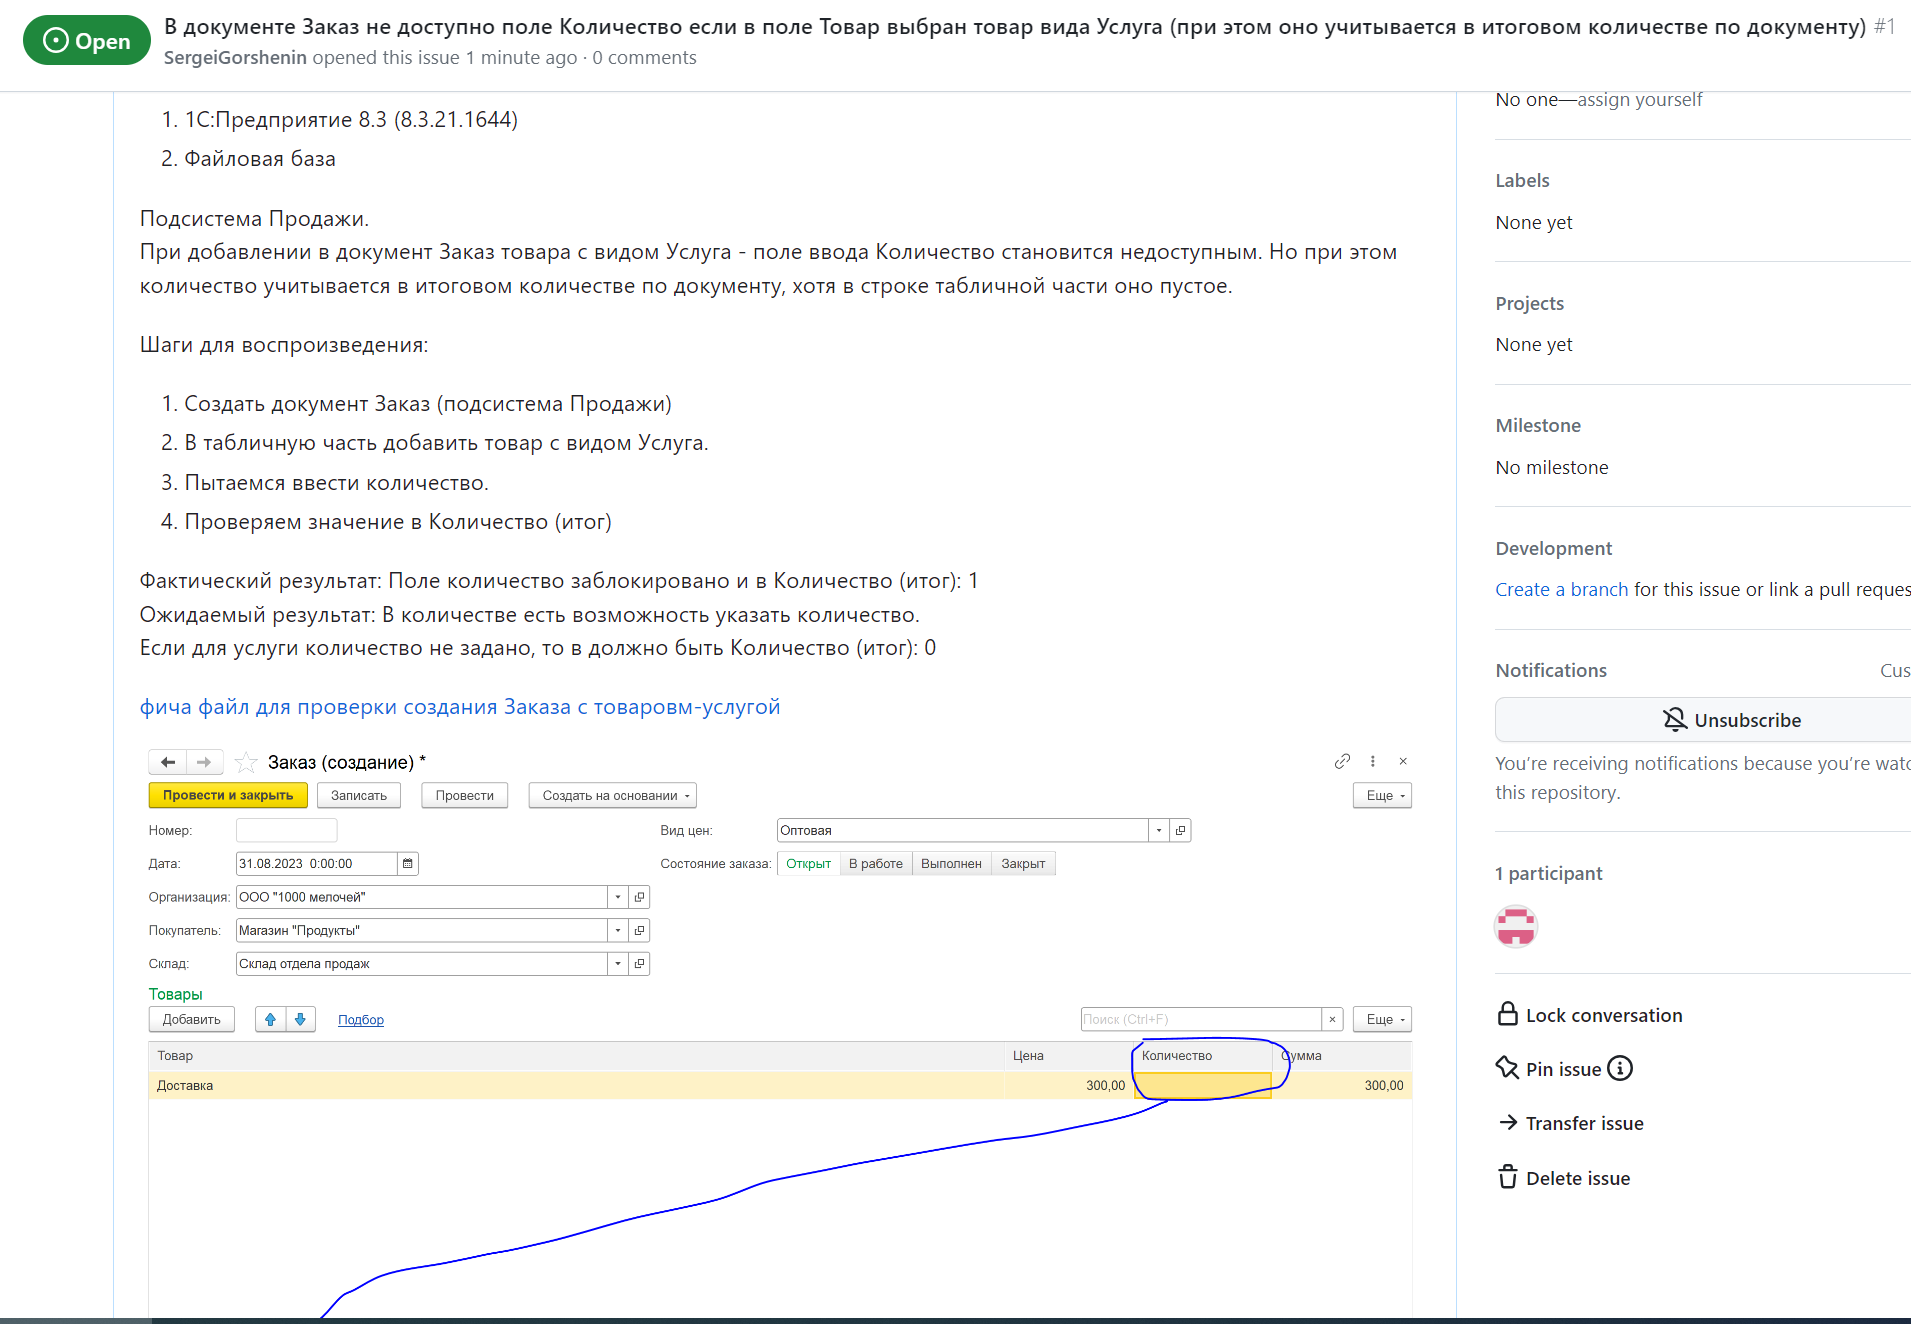 Open
В документе Заказ не доступно поле Количество если в поле Товар выбран товар вида Услуга (при этом оно учитывается в итоговом количестве по документу) #1
SergeiGorshenin opened this issue 1 minute ago · 0 comments
1. 1С:Предприятие 8.3 (8.3.21.1644)
2. Файловая база
Подсистема Продажи.
При добавлении в документ Заказ товара с видом Услуга - поле ввода Количество становится недоступным. Но при этом
количество учитывается в итоговом количестве по документу, хотя в строке табличной части оно пустое.
Шаги для воспроизведения:
1. Создать документ Заказ (подсистема Продажи)
2. В табличную часть добавить товар с видом Услуга.
3. Пытаемся ввести количество.
4. Проверяем значение в Количество (итог)
Фактический результат: Поле количество заблокировано и в Количество (итог): 1
Ожидаемый результат: В количестве есть возможность указать количество.
Если для услуги количество не задано, то в должно быть Количество (итог): 0
фича файл для проверки создания Заказа с товаровм-услугой
Заказ (создание) *
Провести и закрыть Записать Провести Создать на основании Еще
Номер: Вид цен: Оптовая
Дата: 31.08.2023 0:00:00 Состояние заказа: Открыт В работе Выполнен Закрыт
Организация: ООО "1000 мелочей"
Покупатель: Магазин "Продукты"
Склад: Склад отдела продаж
Товары
Добавить Подбор Поиск (Ctrl+F) × Еще
Товар Цена Количество Сумма
Доставка 300,00 300,00
No one—assign yourself
Labels
None yet
Projects
None yet
Milestone
No milestone
Development
Create a branch for this issue or link a pull reques
Notifications Cus
Unsubscribe
You're receiving notifications because you're watc
this repository.
1 participant
Lock conversation
Pin issue
Transfer issue
Delete issue